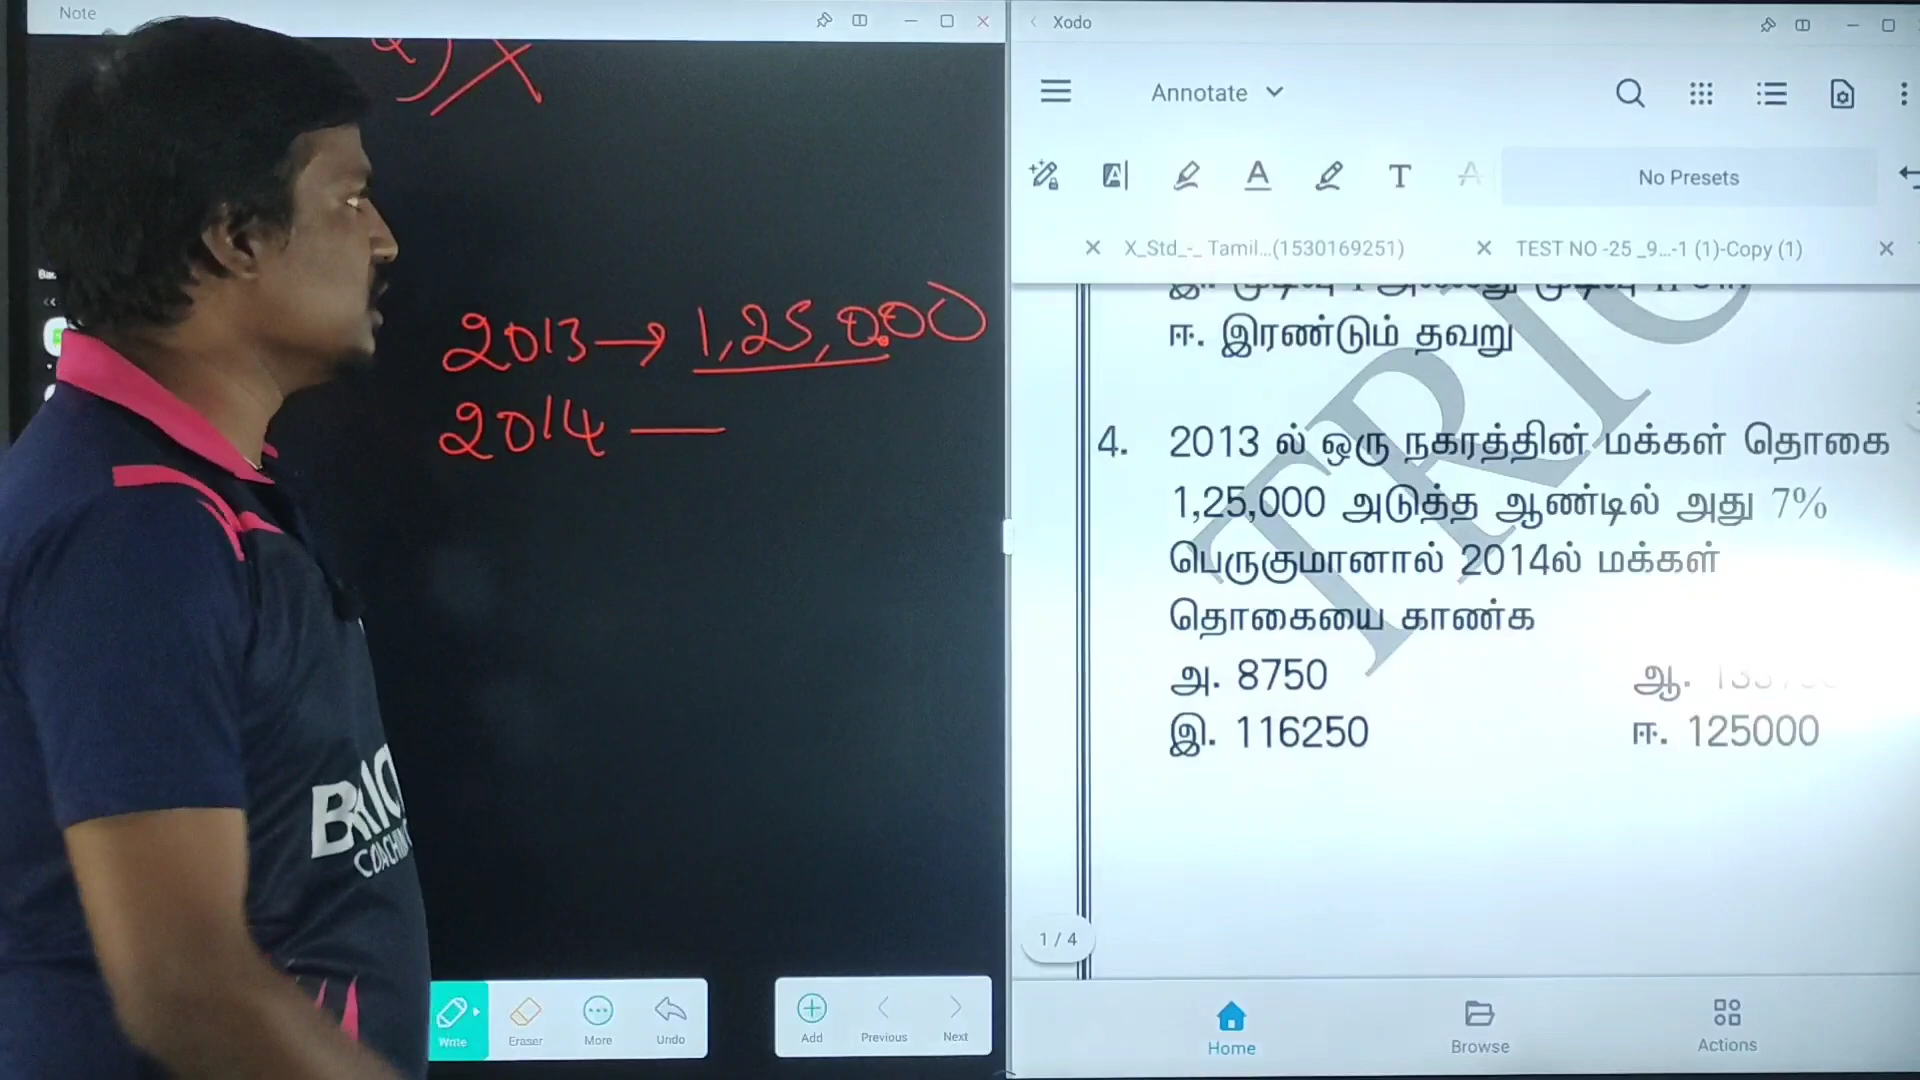 Note
Xodo
Annotate
No Presets
X_Std_-_ Tamil...(1530169251)
TEST NO -25 _9...-1 (1)-Copy (1)
ஈ. இரண்டும் தவறு
2013 → 1,25,000
2014 —
4. 2013 ல் ஒரு நகரத்தின் மக்கள் தொகை
1,25,000 அடுத்த ஆண்டில் அது 7%
பெருகுமானால் 2014ல் மக்கள்
தொகையை காண்க
அ. 8750
ஆ.
இ. 116250
ஈ. 125000
TRIO
1 / 4
Write
Eraser
More
Undo
Add
Previous
Next
Home
Browse
Actions